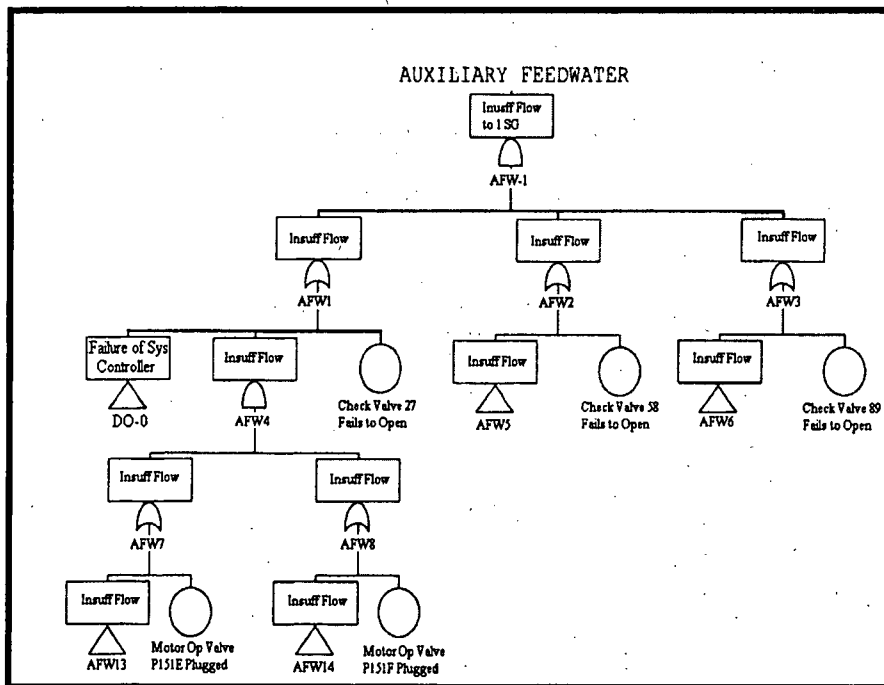 AUXILIARY FEEDWATER
Inusff Flow
to 1 SG
AFW-1
Insuff Flow
Insuff Flow
Insuff Flow
AFW1
AFW2
AFW3
Failure of Sys
Controller
DO-0
Insuff Flow
AFW4
Check Valve 27
Fails to Open
Insuff Flow
AFW5
Check Valve 58
Fails to Open
Insuff Flow
AFW6
Check Valve 89
Fails to Open
Insuff Flow
Insuff Flow
AFW7
AFW8
Insuff Flow
AFW13
Motor Op Valve
P151E Plugged
Insuff Flow
AFW14
Motor Op Valve
P151F Plugged